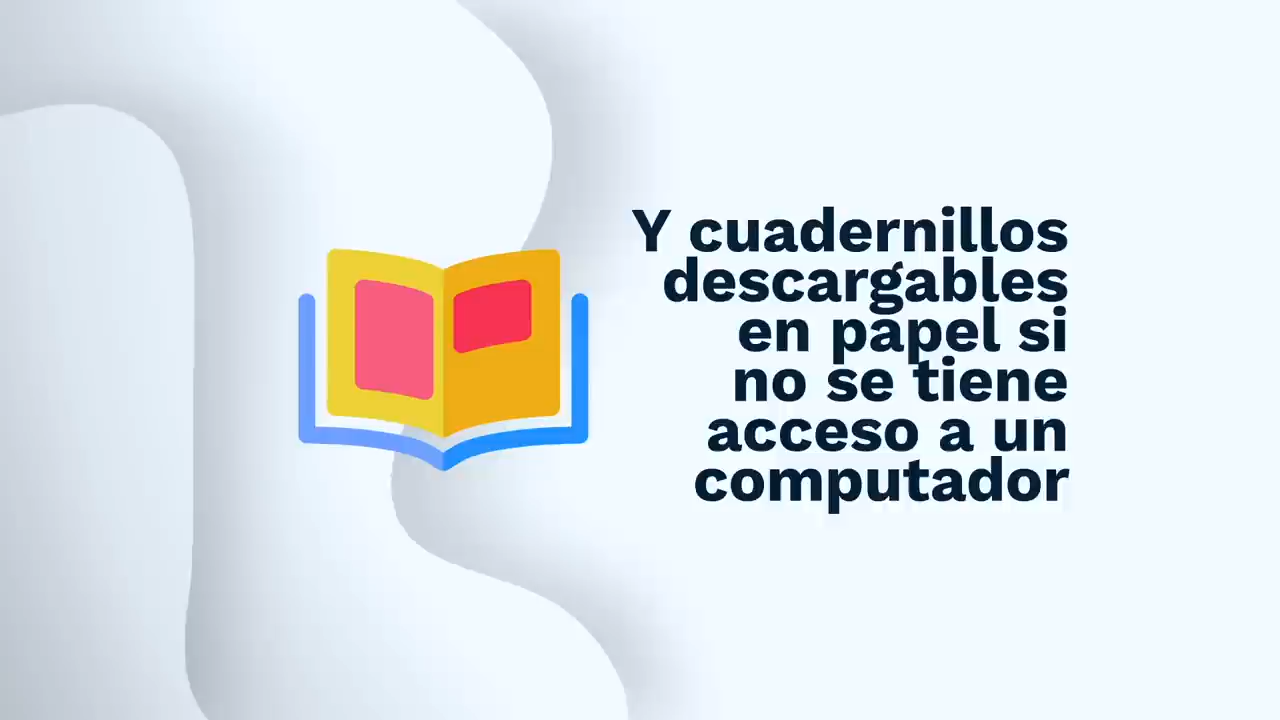 Y cuadernillos
descargables
en papel si
no se tiene
acceso a un
computador